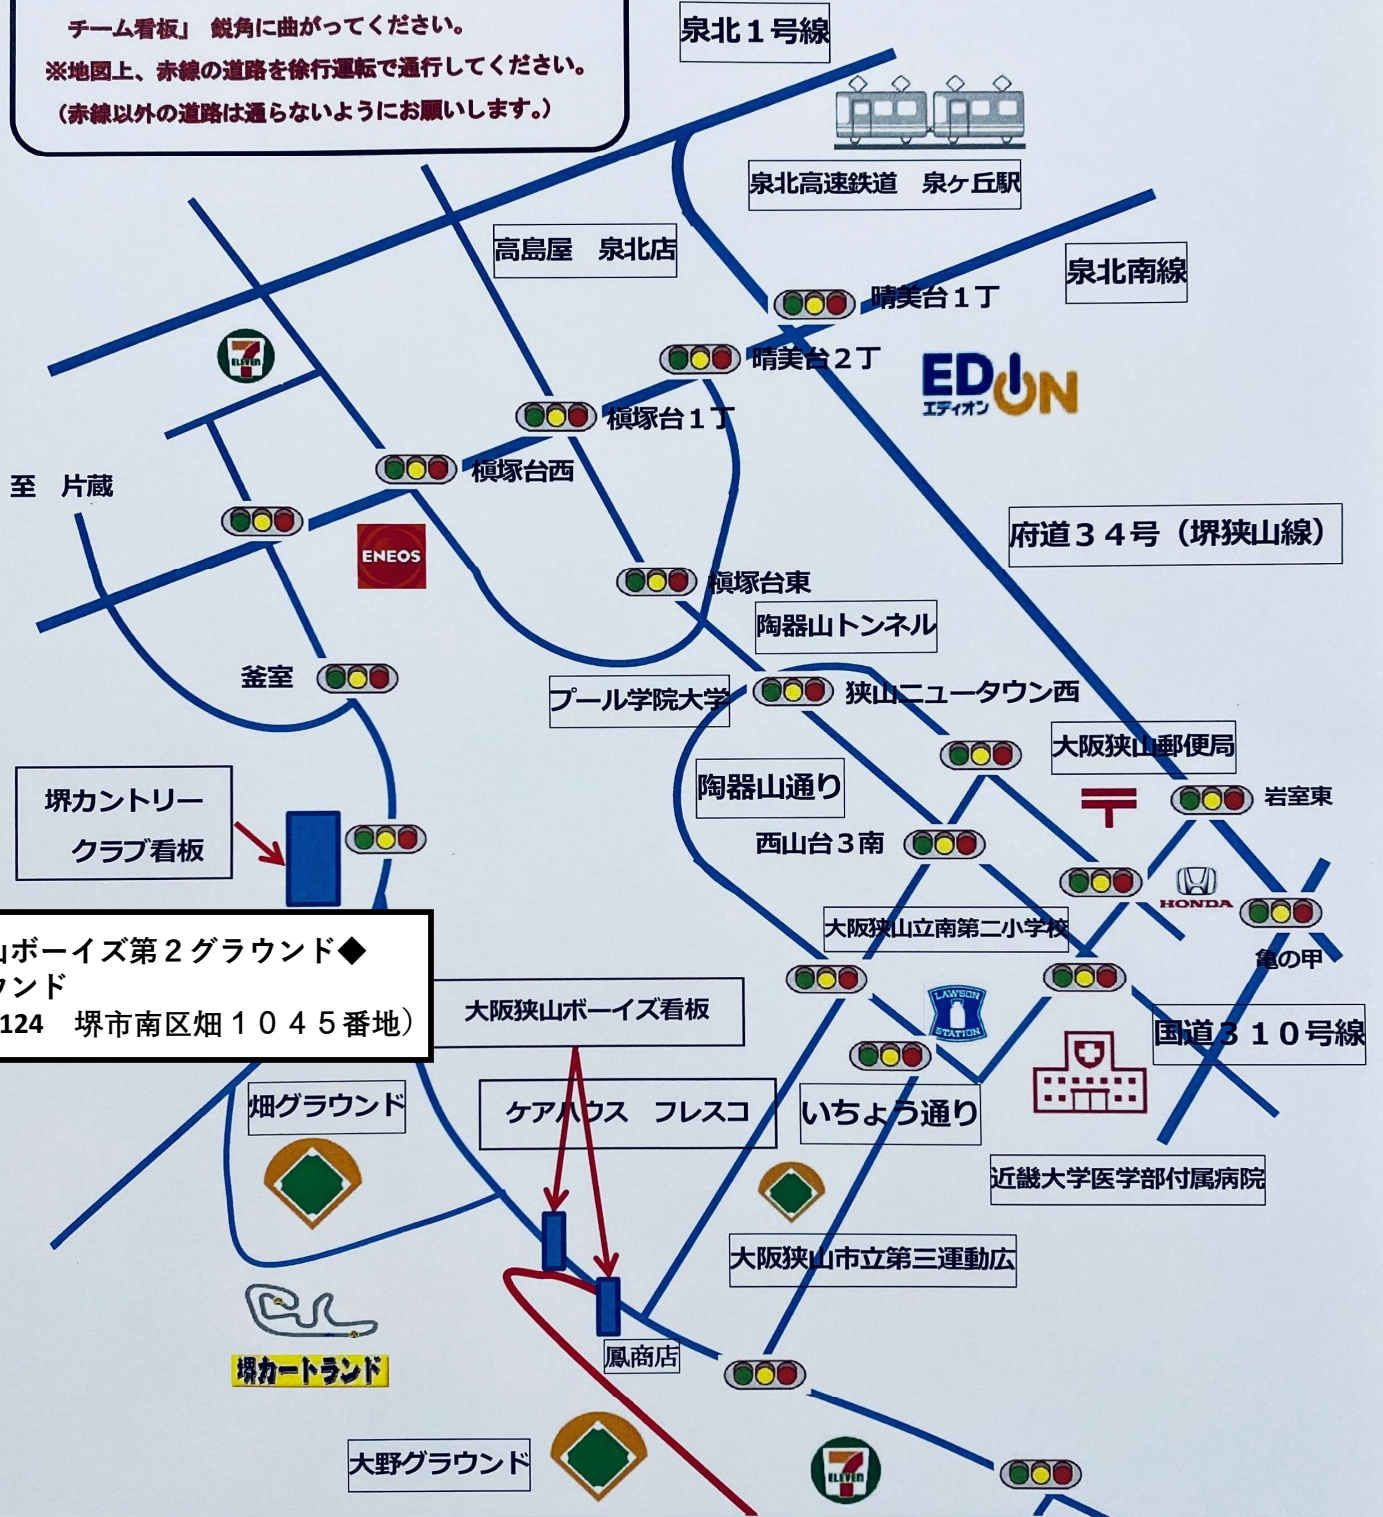 チーム看板」 鋭角に曲がってください。
※地図上、赤線の道路を徐行運転で通行してください。
（赤線以外の道路は通らないようにお願いします。）
泉北１号線
泉北高速鉄道　泉ヶ丘駅
高島屋　泉北店
泉北南線
晴美台１丁
晴美台２丁
EDION
エディオン
7
ELEVEN
槇塚台１丁
槇塚台西
至　片蔵
ENEOS
府道３４号（堺狭山線）
槇塚台東
陶器山トンネル
釜室
プール学院大学
狭山ニュータウン西
大阪狭山郵便局
堺カントリー
クラブ看板
陶器山通り
岩室東
西山台３南
HONDA
大阪狭山立南第二小学校
亀の甲
山ボーイズ第２グラウンド◆
ウンド
124　堺市南区畑１０４５番地）
大阪狭山ボーイズ看板
LAWSON
STATION
国道３１０号線
畑グラウンド
ケアハウス　フレスコ
いちょう通り
近畿大学医学部付属病院
大阪狭山市立第三運動広
堺カートランド
鳳商店
大野グラウンド
7
ELEVEN